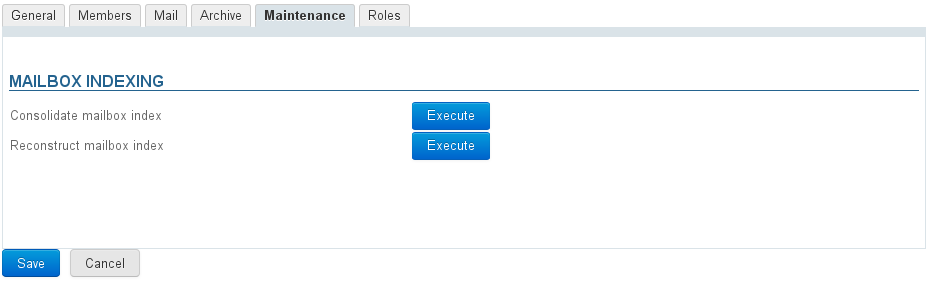 General Members Mail Archive Maintenance Roles
MAILBOX INDEXING
Consolidate mailbox index Execute
Reconstruct mailbox index Execute
Save Cancel